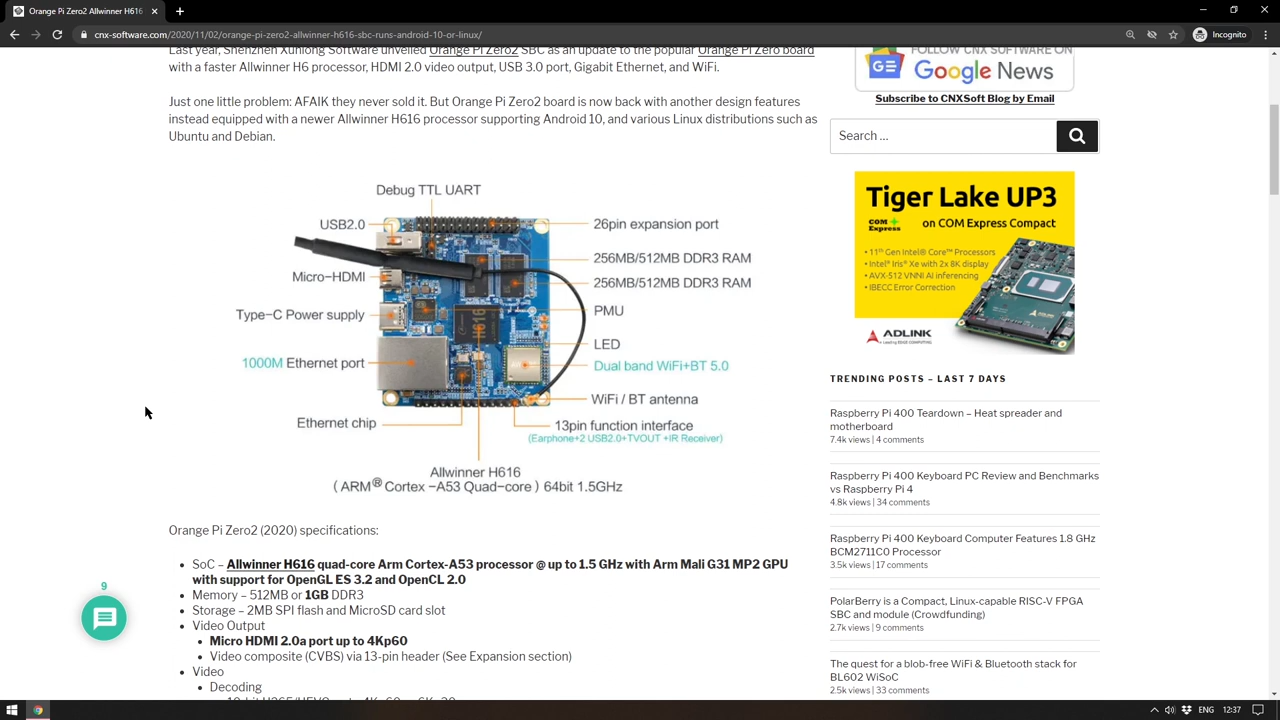 Orange Pi Zero2 Allwinner H61
Incognito
cnx-software.com/2020/11/02/orange-pi-zero2-allwinner-h616-sbc-runs-android-10-or-linux/
Last year, Shenzhen Xunlong Software unveiled Orange Pi Zero2 SBC as an update to the popular Orange Pi Zero board
with a faster Allwinner H6 processor, HDMI 2.0 video output, USB 3.0 port, Gigabit Ethernet, and WiFi.
Just one little problem: AFAIK they never sold it. But Orange Pi Zero2 board is now back with another design features
instead equipped with a newer Allwinner H616 processor supporting Android 10, and various Linux distributions such as
Ubuntu and Debian.
Debug TTL UART
USB2.0
Micro-HDMI
Type-C Power supply
1000M Ethernet port
Ethernet chip
26pin expansion port
256MB/512MB DDR3 RAM
256MB/512MB DDR3 RAM
PMU
LED
Dual band WiFi+BT 5.0
WiFi / BT antenna
13pin function interface
(Earphone+2 USB2.0+TVOUT +IR Receiver)
H616
Allwinner H616
( ARM® Cortex -A53 Quad-core ) 64bit 1.5GHz
Orange Pi Zero2 (2020) specifications:
• SoC – Allwinner H616 quad-core Arm Cortex-A53 processor @ up to 1.5 GHz with Arm Mali G31 MP2 GPU
with support for OpenGL ES 3.2 and OpenCL 2.0
• Memory – 512MB or 1GB DDR3
• Storage – 2MB SPI flash and MicroSD card slot
• Video Output
• Micro HDMI 2.0a port up to 4Kp60
• Video composite (CVBS) via 13-pin header (See Expansion section)
• Video
• Decoding
9
FOLLOW CNX SOFTWARE ON
GE Google News
Subscribe to CNXSoft Blog by Email
Search …
Tiger Lake UP3
COM Express on COM Express Compact
• 11th Gen Intel® Core™ Processors
• Intel® Iris® Xe with 2x 8K display
• AVX-512 VNNI AI inferencing
• IBECC Error Correction
ADLINK
LEADING EDGE COMPUTING
TRENDING POSTS – LAST 7 DAYS
Raspberry Pi 400 Teardown – Heat spreader and
motherboard
7.4k views | 4 comments
Raspberry Pi 400 Keyboard PC Review and Benchmarks
vs Raspberry Pi 4
4.8k views | 34 comments
Raspberry Pi 400 Keyboard Computer Features 1.8 GHz
BCM2711C0 Processor
3.5k views | 17 comments
PolarBerry is a Compact, Linux-capable RISC-V FPGA
SBC and module (Crowdfunding)
2.7k views | 9 comments
The quest for a blob-free WiFi & Bluetooth stack for
BL602 WiSoC
2.5k views | 33 comments
ENG 12:37